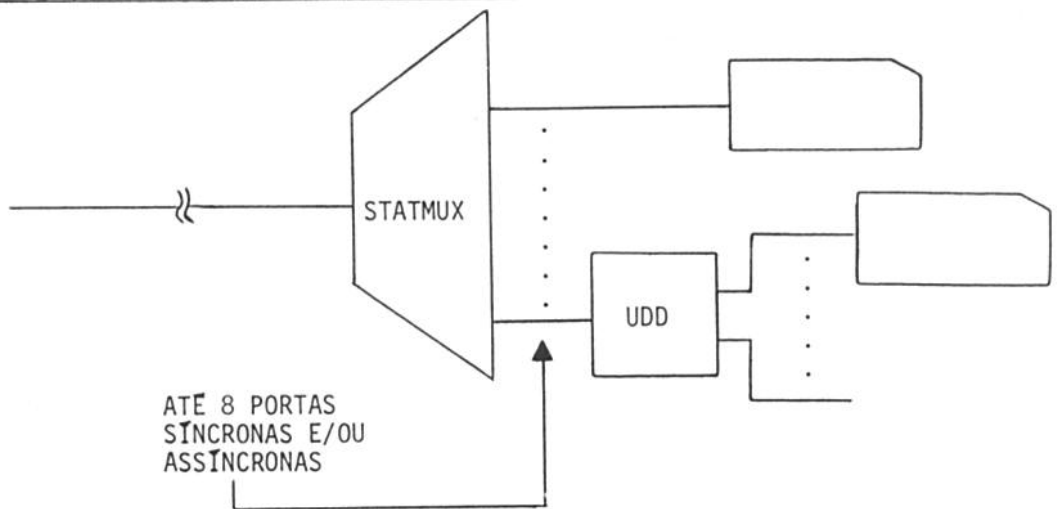 STATMUX
UDD
ATÉ 8 PORTAS
SÍNCRONAS E/OU
ASSÍNCRONAS